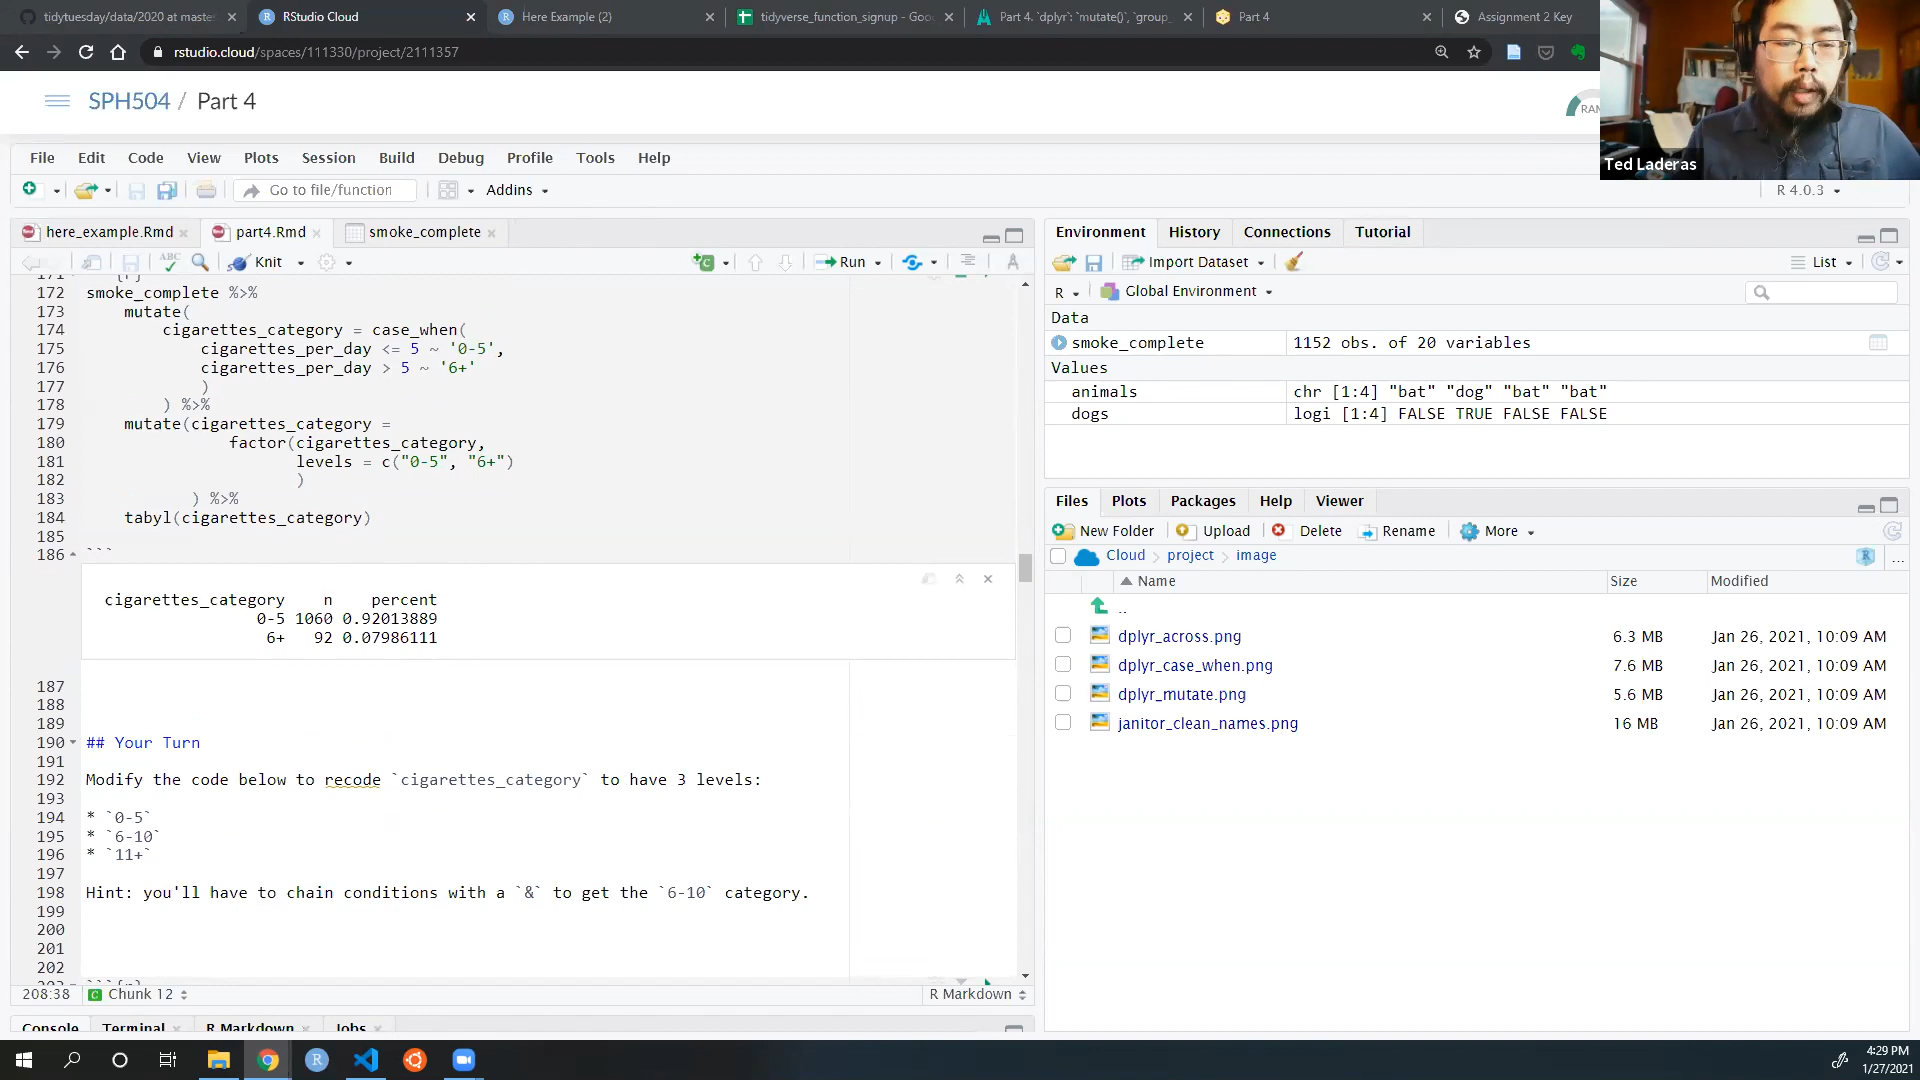 tidytuesday/data/2020 at maste
RStudio Cloud
Here Example (2)
tidyverse_function_signup - Goo
Part 4. `dplyr`: `mutate()`, `group_
Part 4
Assignment 2 Key
rstudio.cloud/spaces/111330/project/2111357
SPH504 / Part 4
RAM
Ted Laderas
File Edit Code View Plots Session Build Debug Profile Tools Help
Go to file/function
Addins
R 4.0.3
here_example.Rmd
part4.Rmd
smoke_complete
ABC
Knit
Run
171 ```{r}
172 smoke_complete %>%
173 mutate(
174 cigarettes_category = case_when(
175 cigarettes_per_day <= 5 ~ '0-5',
176 cigarettes_per_day > 5 ~ '6+'
177 )
178 ) %>%
179 mutate(cigarettes_category =
180 factor(cigarettes_category,
181 levels = c("0-5", "6+")
182 )
183 ) %>%
184 tabyl(cigarettes_category)
185
186 ```
cigarettes_category n percent
0-5 1060 0.92013889
6+ 92 0.07986111
187
188
189
190 ## Your Turn
191
192 Modify the code below to recode `cigarettes_category` to have 3 levels:
193
194 * `0-5`
195 * `6-10`
196 * `11+`
197
198 Hint: you'll have to chain conditions with a `&` to get the `6-10` category.
199
200
201
202
203 ```{r}
208:38 Chunk 12 R Markdown
Console Terminal R Markdown Jobs
Environment History Connections Tutorial
Import Dataset
List
R Global Environment
Data
smoke_complete 1152 obs. of 20 variables
Values
animals chr [1:4] "bat" "dog" "bat" "bat"
dogs logi [1:4] FALSE TRUE FALSE FALSE
Files Plots Packages Help Viewer
New Folder Upload Delete Rename More
Cloud project image
...
Name Size Modified
..
dplyr_across.png 6.3 MB Jan 26, 2021, 10:09 AM
dplyr_case_when.png 7.6 MB Jan 26, 2021, 10:09 AM
dplyr_mutate.png 5.6 MB Jan 26, 2021, 10:09 AM
janitor_clean_names.png 16 MB Jan 26, 2021, 10:09 AM
4:29 PM
1/27/2021